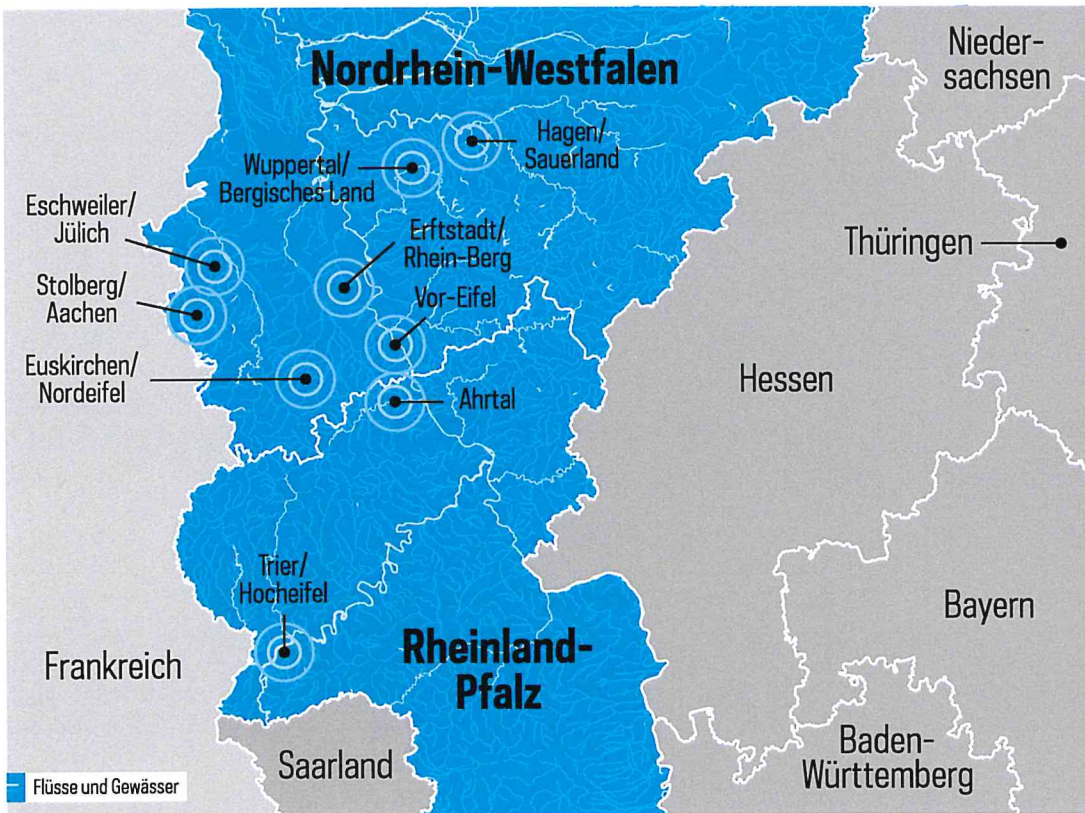 Nordrhein-Westfalen
Nieder-
sachsen
Hagen/
Sauerland
Wuppertal/
Bergisches Land
Eschweiler/
Jülich
Erftstadt/
Rhein-Berg
Thüringen
Stolberg/
Aachen
Vor-Eifel
Euskirchen/
Nordeifel
Hessen
Ahrtal
Trier/
Hocheifel
Bayern
Frankreich
Rheinland-
Pfalz
Saarland
Baden-
Württemberg
Flüsse und Gewässer